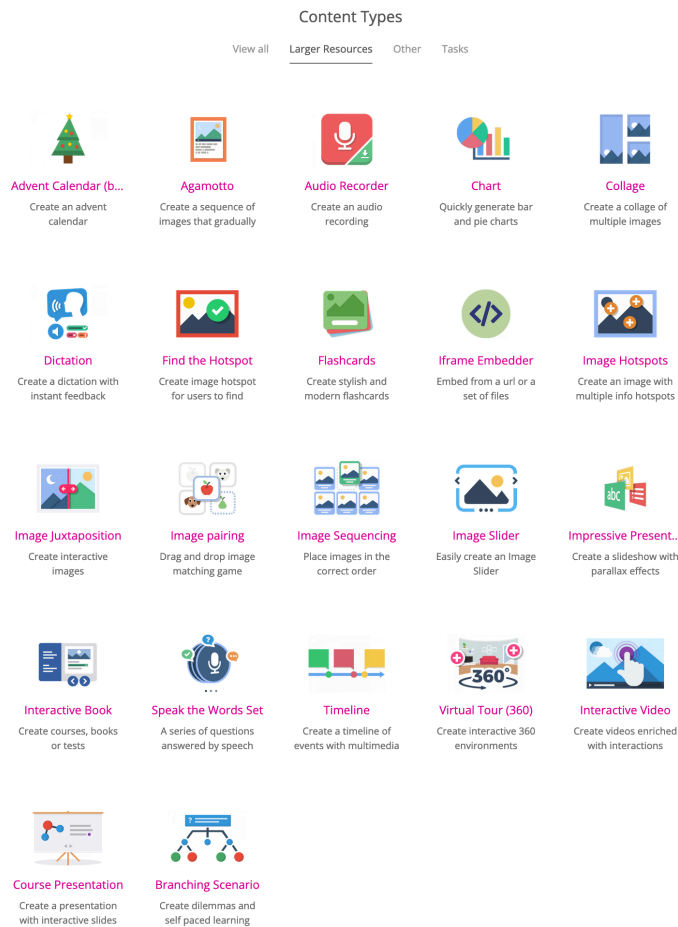 Content Types
View all Larger Resources Other Tasks
Advent Calendar (b...
Create an advent
calendar
Agamotto
Create a sequence of
images that gradually
Audio Recorder
Create an audio
recording
Chart
Quickly generate bar
and pie charts
Collage
Create a collage of
multiple images
Dictation
Create a dictation with
instant feedback
Find the Hotspot
Create image hotspot
for users to find
Flashcards
Create stylish and
modern flashcards
Iframe Embedder
Embed from a url or a
set of files
Image Hotspots
Create an image with
multiple info hotspots
Image Juxtaposition
Create interactive
images
Image pairing
Drag and drop image
matching game
Image Sequencing
Place images in the
correct order
Image Slider
Easily create an Image
Slider
abc
Impressive Present..
Create a slideshow with
parallax effects
Interactive Book
Create courses, books
or tests
?
Speak the Words Set
A series of questions
answered by speech
Timeline
Create a timeline of
events with multimedia
360°
Virtual Tour (360)
Create interactive 360
environments
Interactive Video
Create videos enriched
with interactions
Course Presentation
Create a presentation
with interactive slides
?
Branching Scenario
Create dilemmas and
self paced learning